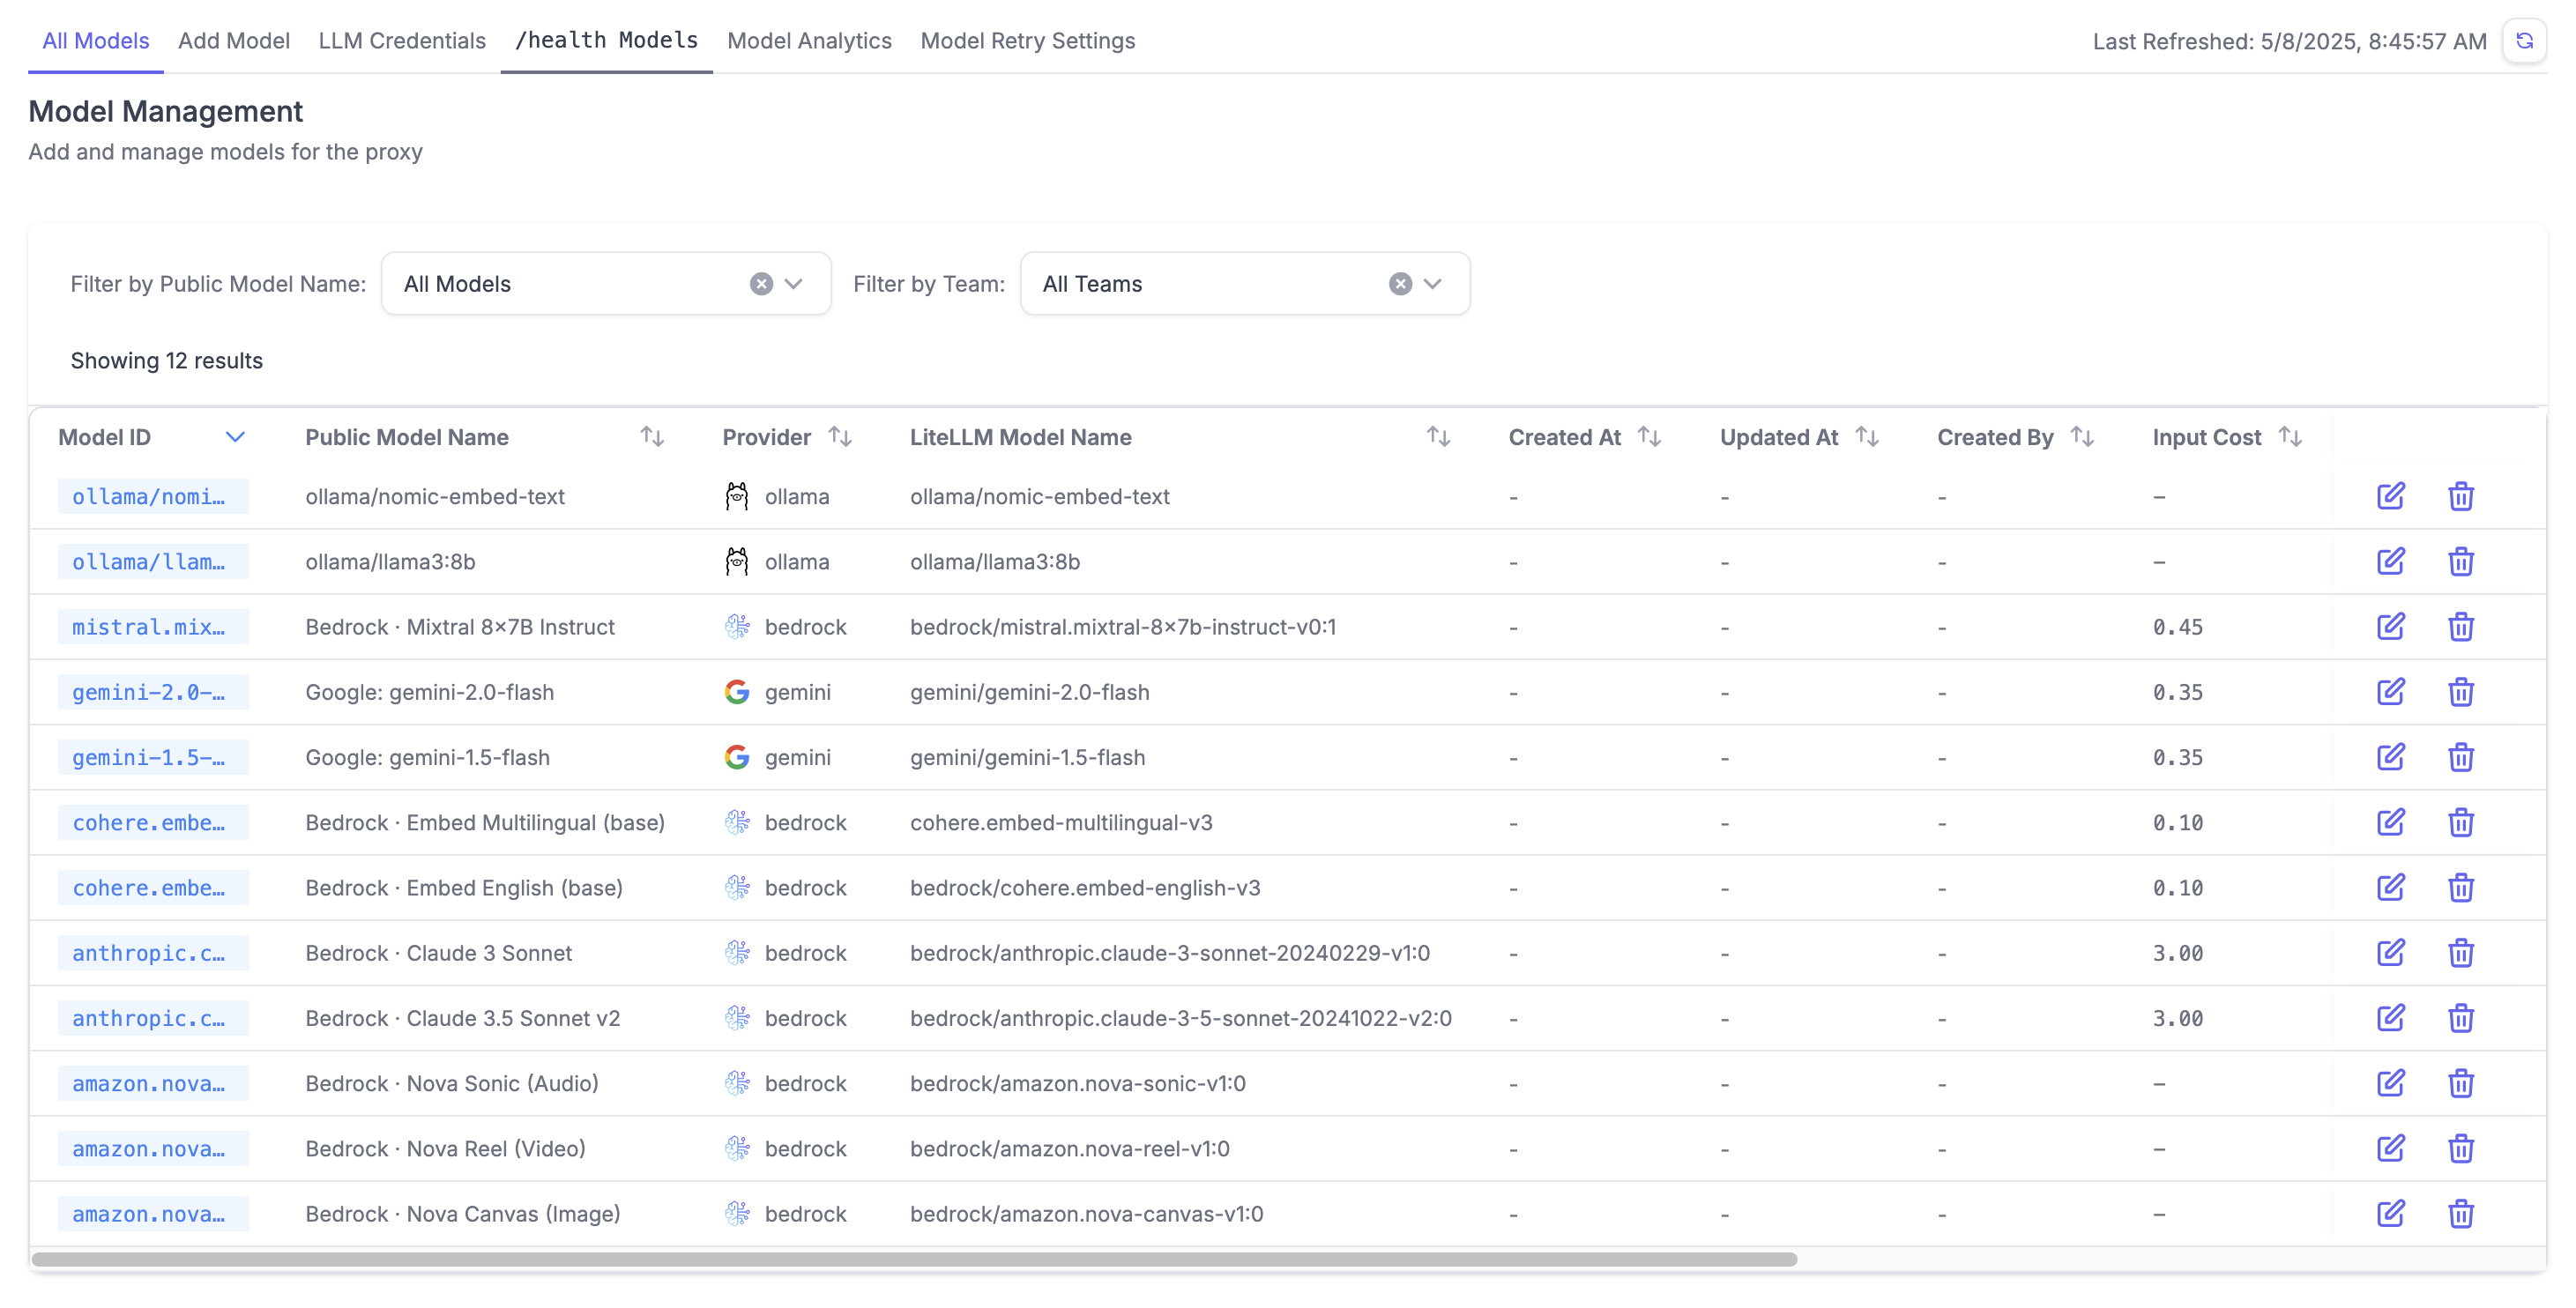 All Models Add Model LLM Credentials /health Models Model Analytics Model Retry Settings Last Refreshed: 5/8/2025, 8:45:57 AM
Model Management
Add and manage models for the proxy
Filter by Public Model Name: All Models Filter by Team: All Teams
Showing 12 results
Model ID Public Model Name Provider LiteLLM Model Name Created At Updated At Created By Input Cost
ollama/nomi… ollama/nomic-embed-text ollama ollama/nomic-embed-text - - - –
ollama/llam… ollama/llama3:8b ollama ollama/llama3:8b - - - –
mistral.mix… Bedrock · Mixtral 8×7B Instruct bedrock bedrock/mistral.mixtral-8×7b-instruct-v0:1 - - - 0.45
gemini-2.0-… Google: gemini-2.0-flash gemini gemini/gemini-2.0-flash - - - 0.35
gemini-1.5-… Google: gemini-1.5-flash gemini gemini/gemini-1.5-flash - - - 0.35
cohere.embe… Bedrock · Embed Multilingual (base) bedrock cohere.embed-multilingual-v3 - - - 0.10
cohere.embe… Bedrock · Embed English (base) bedrock bedrock/cohere.embed-english-v3 - - - 0.10
anthropic.c… Bedrock · Claude 3 Sonnet bedrock bedrock/anthropic.claude-3-sonnet-20240229-v1:0 - - - 3.00
anthropic.c… Bedrock · Claude 3.5 Sonnet v2 bedrock bedrock/anthropic.claude-3-5-sonnet-20241022-v2:0 - - - 3.00
amazon.nova… Bedrock · Nova Sonic (Audio) bedrock bedrock/amazon.nova-sonic-v1:0 - - - –
amazon.nova… Bedrock · Nova Reel (Video) bedrock bedrock/amazon.nova-reel-v1:0 - - - –
amazon.nova… Bedrock · Nova Canvas (Image) bedrock bedrock/amazon.nova-canvas-v1:0 - - - –